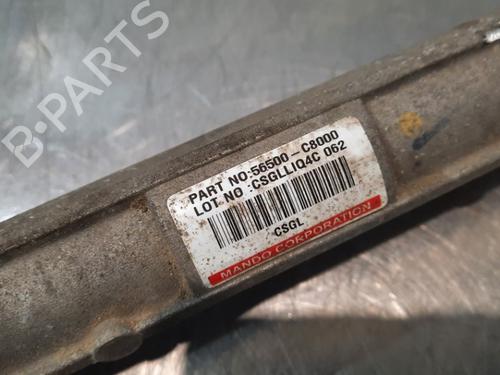 B-PARTS
PART NO:56500-C8000
LOT NO :CSGLLIQ4C 062
CSGL
MANDO CORPORATION